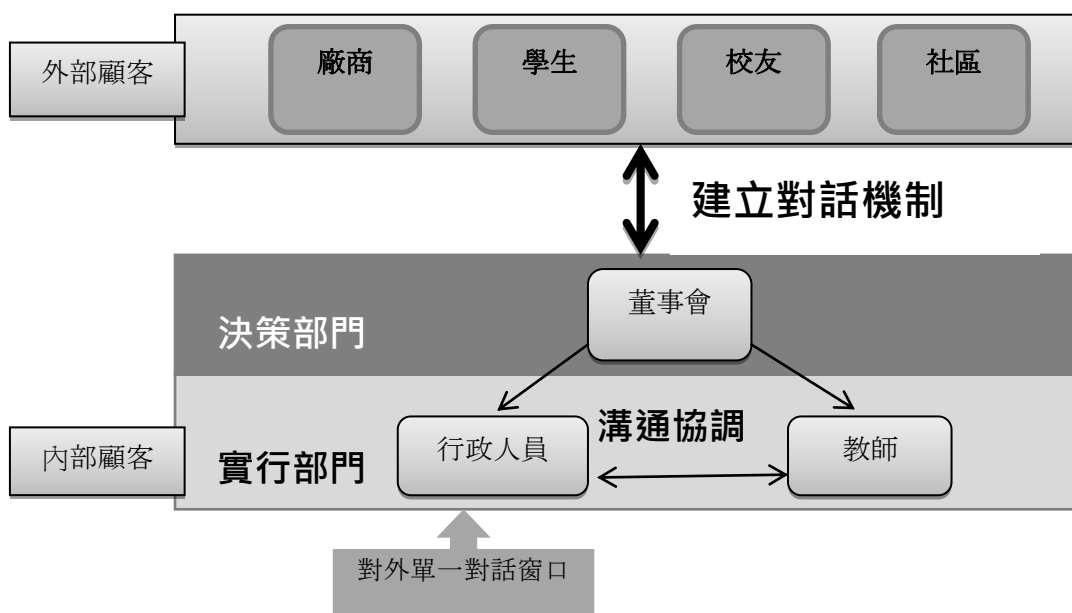 外部顧客
廠商
學生
校友
社區
建立對話機制
董事會
決策部門
溝通協調
行政人員
教師
內部顧客
實行部門
對外單一對話窗口